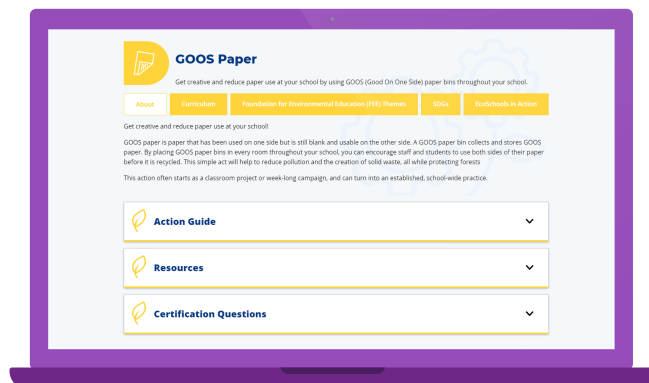 GOOS Paper
Get creative and reduce paper use at your school by using GOOS (Good On One Side) paper bins throughout your school.
About
Curriculum
Foundation for Environmental Education (FEE) Themes
SDGs
EcoSchools in Action
Get creative and reduce paper use at your school!
GOOS paper is paper that has been used on one side but is still blank and usable on the other side. A GOOS paper bin collects and stores GOOS
paper. By placing GOOS paper bins in every room throughout your school, you can encourage staff and students to use both sides of their paper
before it is recycled. This simple act will help to reduce pollution and the creation of solid waste, all while protecting forests
This action often starts as a classroom project or week-long campaign, and can turn into an established, school-wide practice.
Action Guide
Resources
Certification Questions